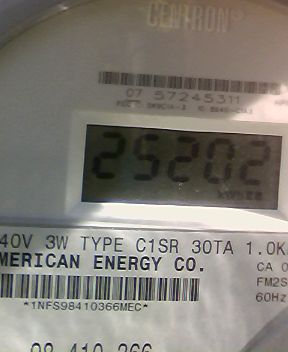 CENTRON®
07 57245311
25202
40V 3W TYPE C1SR 30TA 1.0K
MERICAN ENERGY CO.
CA 0
FM2S
*1NFS98410366MEC*
60Hz
98 410 366